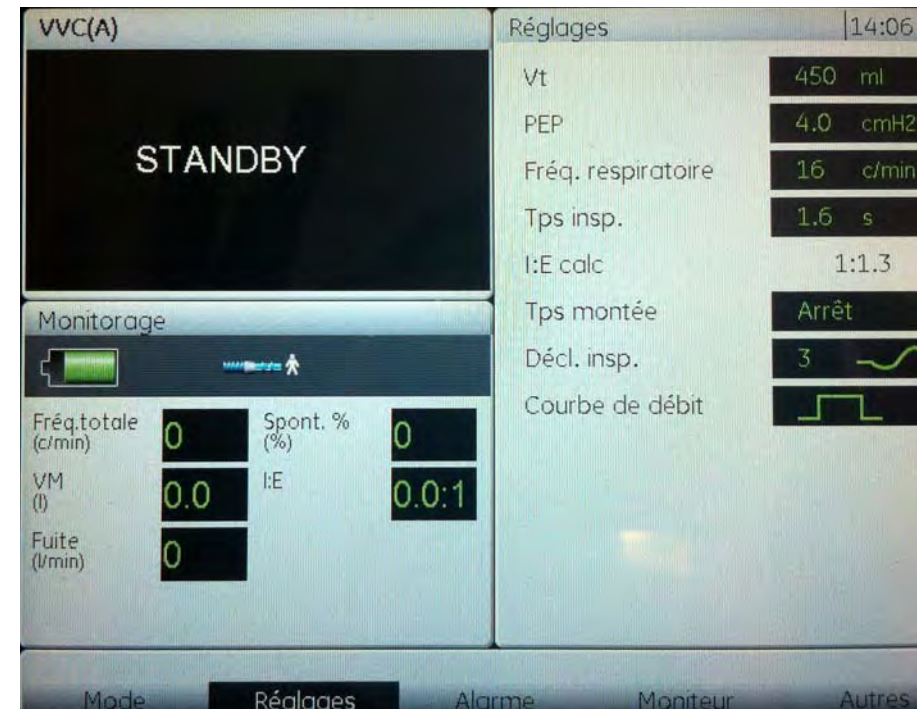 VVC(A)
STANDBY
Monitorage
Fréq.totale
(c/min)
0
Spont. %
(%)
0
VM
(l)
0.0
I:E
0.0:1
Fuite
(l/min)
0
Réglages 14:06
Vt 450 ml
PEP 4.0 cmH2
Fréq. respiratoire 16 c/min
Tps insp. 1.6 s
I:E calc 1:1.3
Tps montée Arrêt
Décl. insp. 3
Courbe de débit
Mode Réglages Alarme Moniteur Autres